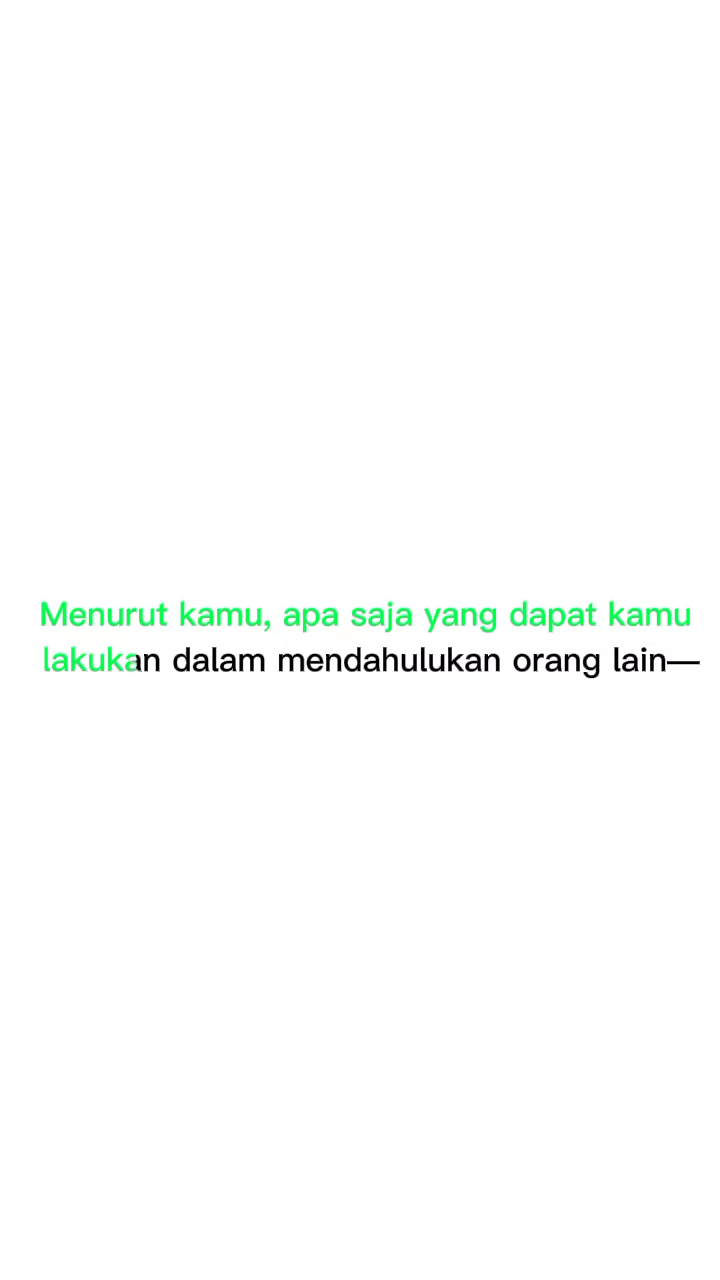 Menurut kamu, apa saja yang dapat kamu
lakukan dalam mendahulukan orang lain—